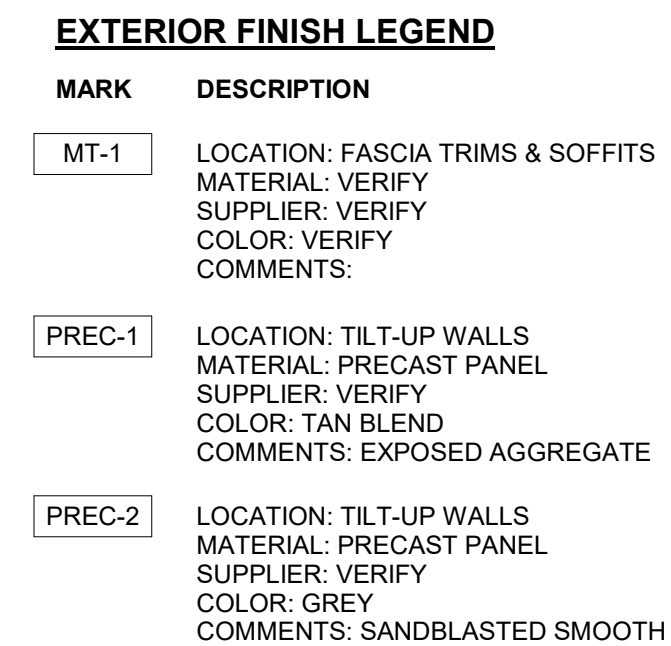 EXTERIOR FINISH LEGEND
MARK DESCRIPTION
MT-1 LOCATION: FASCIA TRIMS & SOFFITS
MATERIAL: VERIFY
SUPPLIER: VERIFY
COLOR: VERIFY
COMMENTS:
PREC-1 LOCATION: TILT-UP WALLS
MATERIAL: PRECAST PANEL
SUPPLIER: VERIFY
COLOR: TAN BLEND
COMMENTS: EXPOSED AGGREGATE
PREC-2 LOCATION: TILT-UP WALLS
MATERIAL: PRECAST PANEL
SUPPLIER: VERIFY
COLOR: GREY
COMMENTS: SANDBLASTED SMOOTH